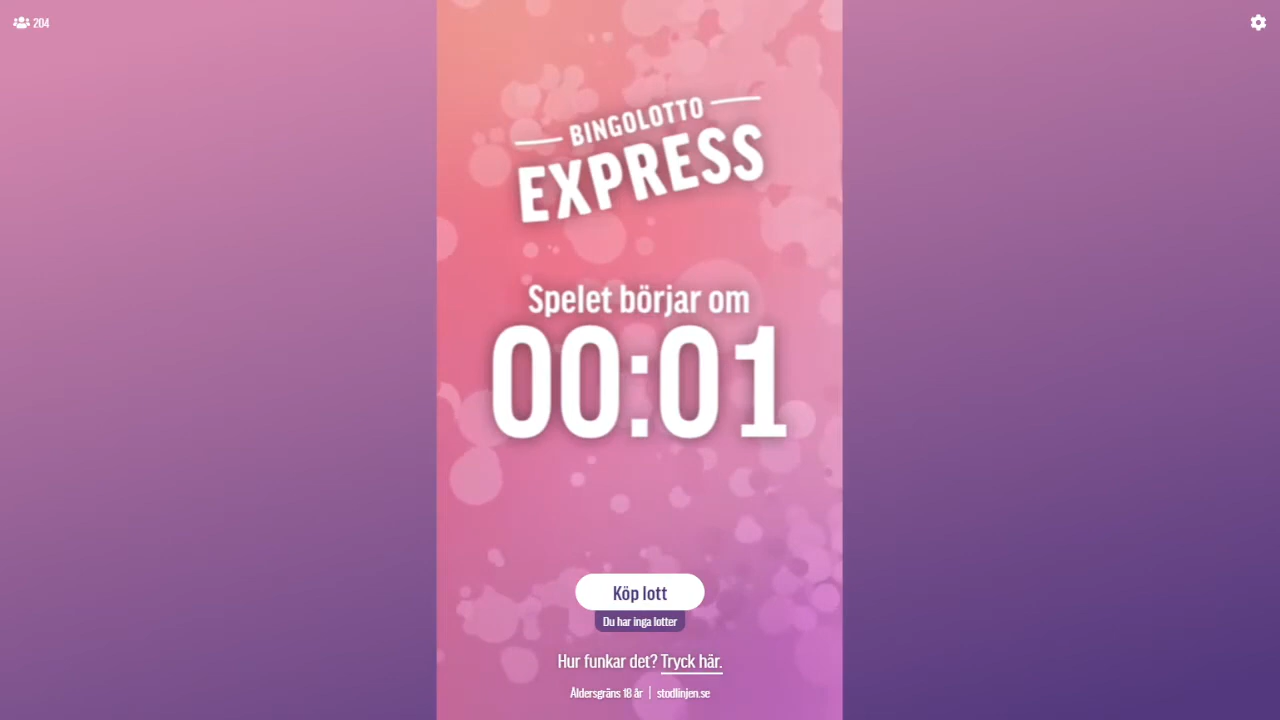 204
BINGOLOTTO
EXPRESS
Spelet börjar om
00:01
Köp lott
Du har inga lotter
Hur funkar det? Tryck här.
Åldersgräns 18 år | stodlinjen.se